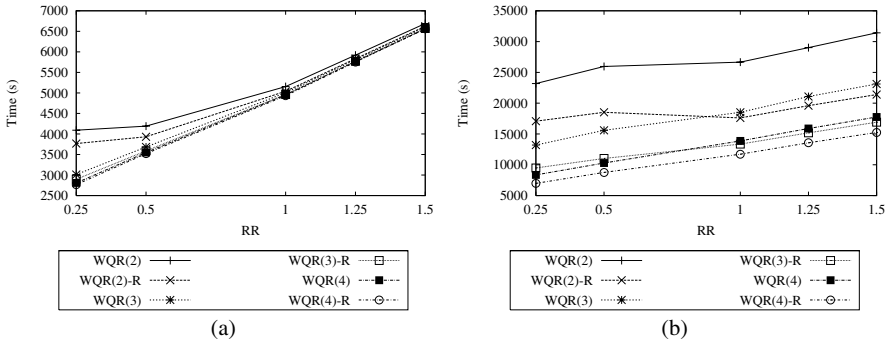 7000
6500
6000
5500
5000
4500
4000
3500
3000
2500
Time (s)
0.25
0.5
1
1.25
1.5
RR
WQR(2)
WQR(2)-R
WQR(3)
WQR(3)-R
WQR(4)
WQR(4)-R
(a)
35000
30000
25000
20000
15000
10000
5000
Time (s)
0.25
0.5
1
1.25
1.5
RR
WQR(2)
WQR(2)-R
WQR(3)
WQR(3)-R
WQR(4)
WQR(4)-R
(b)